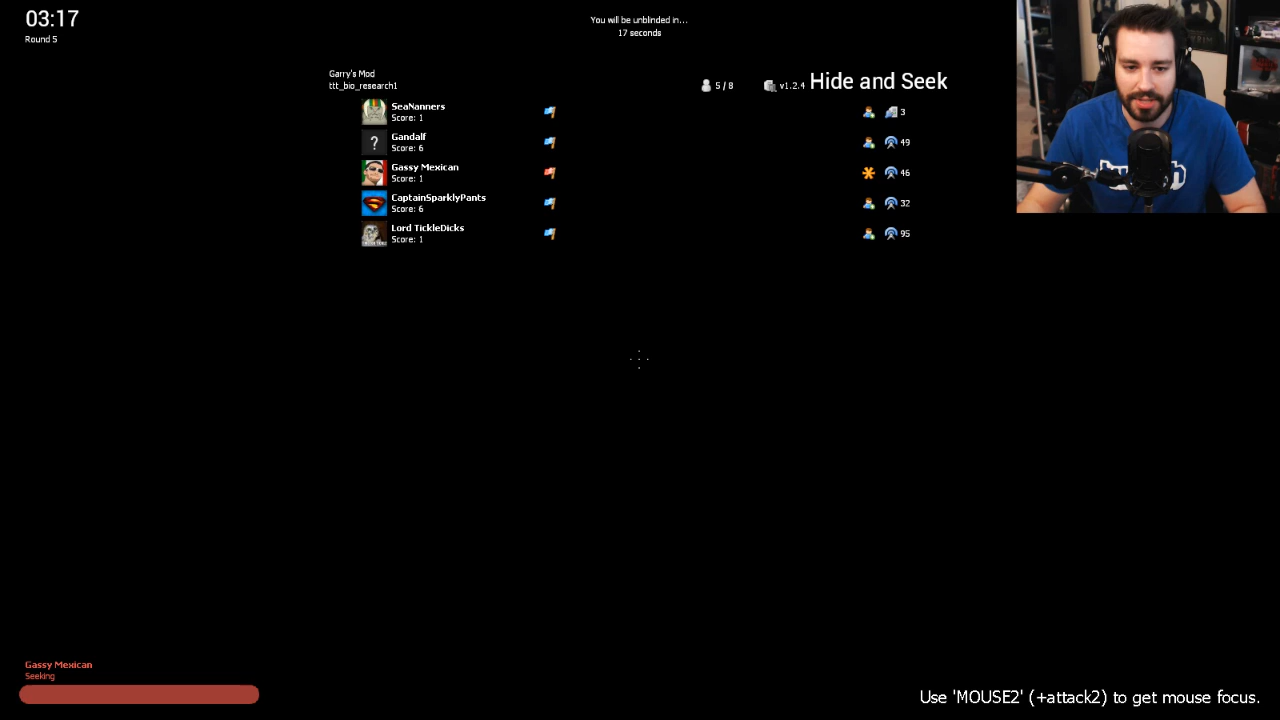 03:17
Round 5
You will be unblinded in...
17 seconds
Garry's Mod
ttt_bio_research1
5 / 8
v1.2.4
Hide and Seek
SeaNanners
Score: 1
3
?
Gandalf
Score: 6
49
Gassy Mexican
Score: 1
46
CaptainSparklyPants
Score: 6
32
Lord TickleDicks
Score: 1
95
Gassy Mexican
Seeking
Use 'MOUSE2' (+attack2) to get mouse focus.